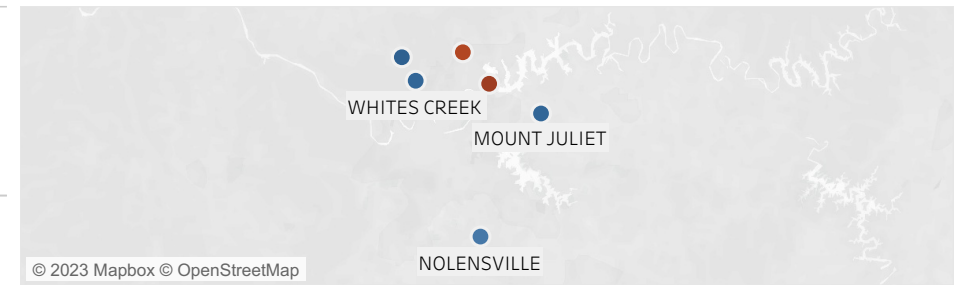 WHITES CREEK
MOUNT JULIET
NOLENSVILLE
© 2023 Mapbox © OpenStreetMap